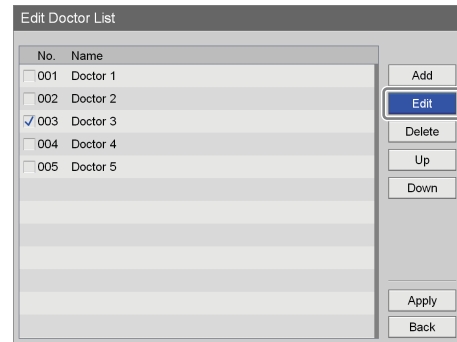 Edit Doctor List
No. Name
001 Doctor 1
002 Doctor 2
003 Doctor 3
004 Doctor 4
005 Doctor 5
Add
Edit
Delete
Up
Down
Apply
Back